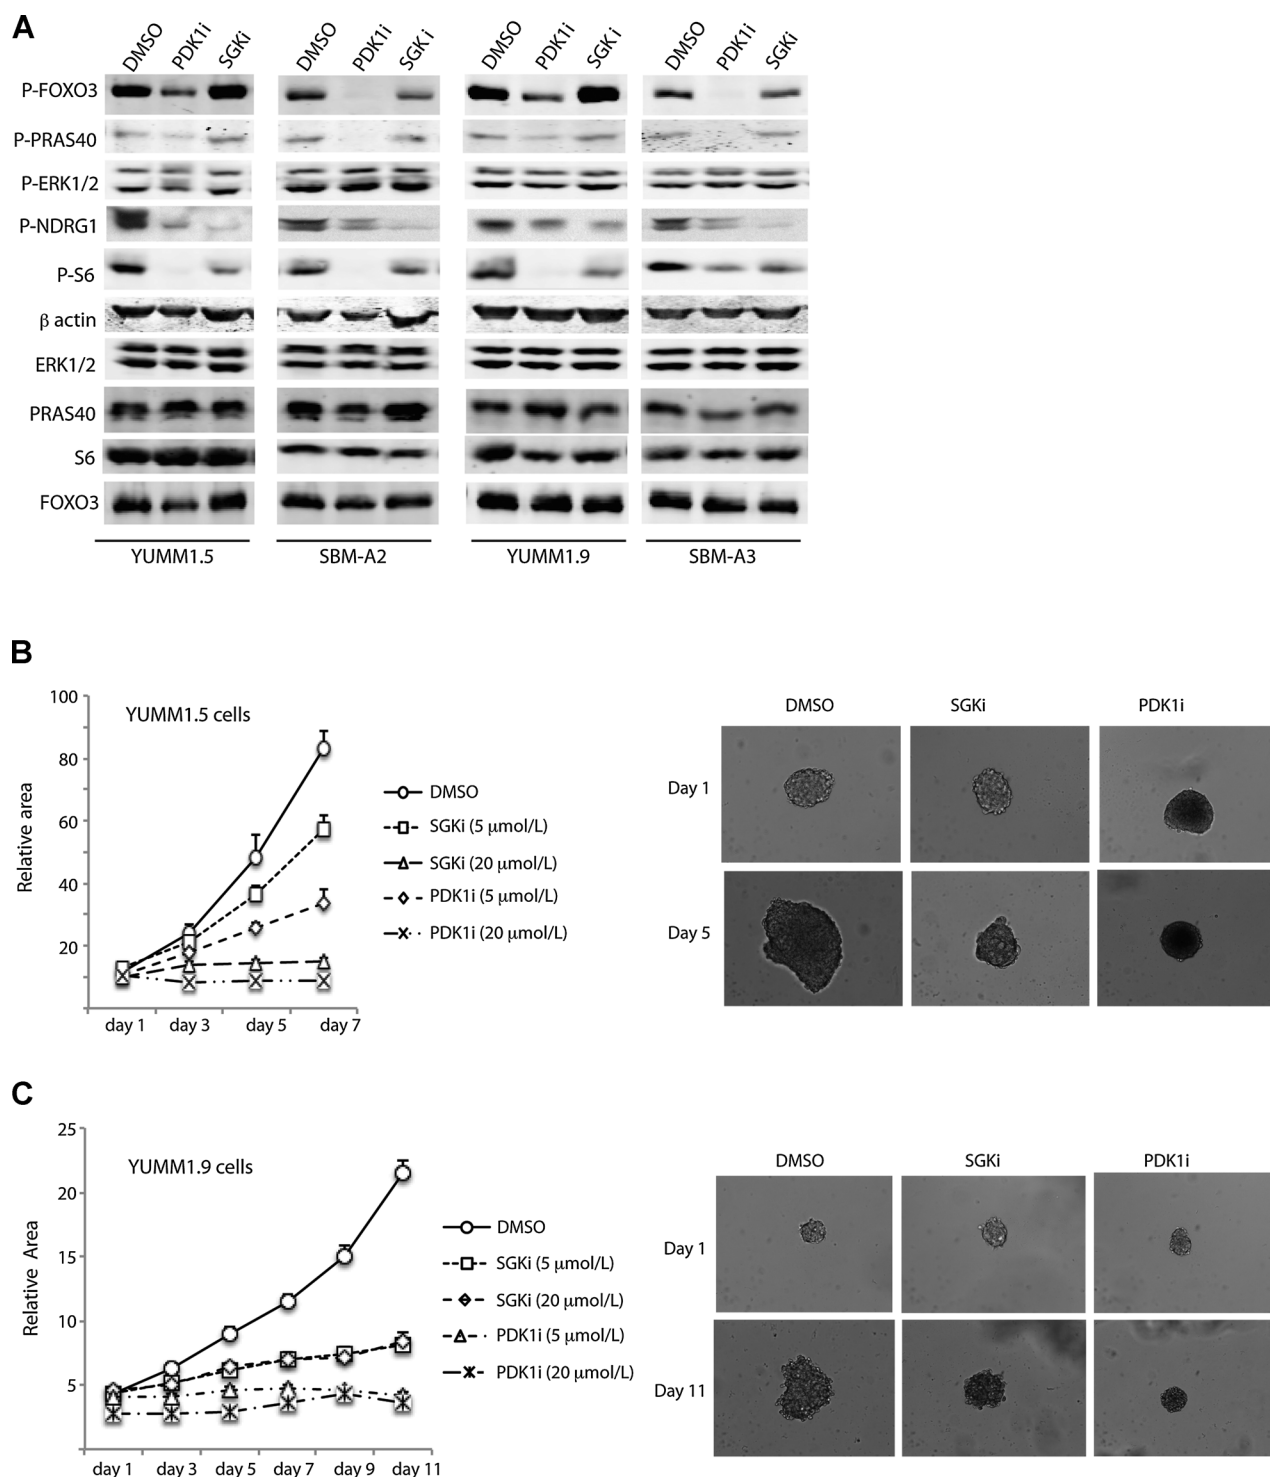 A
DMSO PDK1i SGKi DMSO PDK1i SGKi DMSO PDK1i SGKi DMSO PDK1i SGKi
P-FOXO3
P-PRAS40
P-ERK1/2
P-NDRG1
P-S6
β actin
ERK1/2
PRAS40
S6
FOXO3
YUMM1.5 SBM-A2 YUMM1.9 SBM-A3
B
YUMM1.5 cells
Relative area
100
80
60
40
20
day 1 day 3 day 5 day 7
DMSO
SGKi (5 μmol/L)
SGKi (20 μmol/L)
PDK1i (5 μmol/L)
PDK1i (20 μmol/L)
DMSO SGKi PDK1i
Day 1
Day 5
C
YUMM1.9 cells
Relative Area
25
20
15
10
5
day 1 day 3 day 5 day 7 day 9 day 11
DMSO
SGKi (5 μmol/L)
SGKi (20 μmol/L)
PDK1i (5 μmol/L)
PDK1i (20 μmol/L)
DMSO SGKi PDK1i
Day 1
Day 11